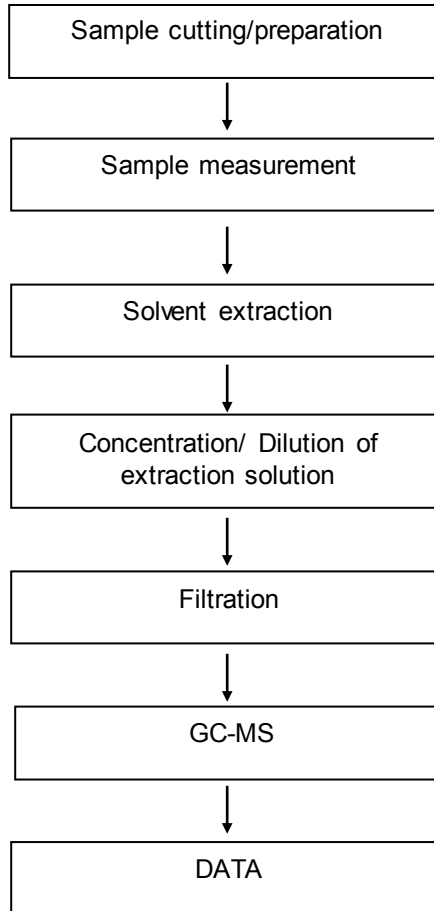 Sample cutting/preparation
Sample measurement
Solvent extraction
Concentration/ Dilution of
extraction solution
Filtration
GC-MS
DATA